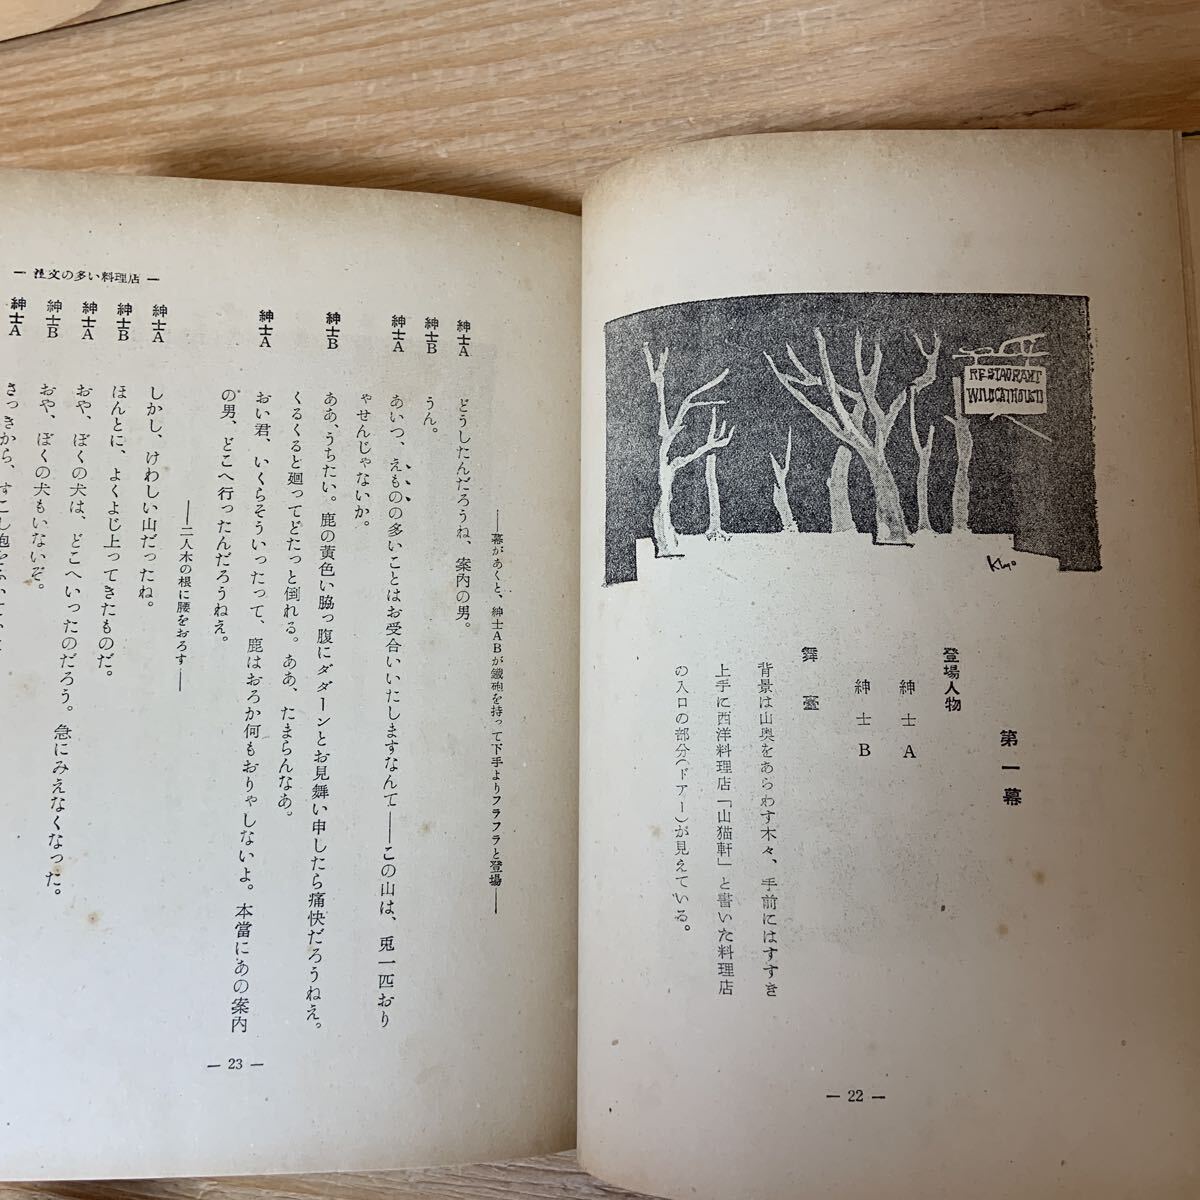 RESTAURANT
WILDCATHOUSE
第一幕
登場人物
紳士A
紳士B
舞臺
背景は山奥をあらわす木々、手前にはすすき
上手に西洋料理店「山猫軒」と書いた料理店
の入口の部分(ドアー)が見えている。
— 22 —
— 注文の多い料理店 —
——幕があくと、紳士ABが鐵砲を持って下手よりフラフラと登場——
紳士A どうしたんだろうね、案内の男。
紳士B うん。
紳士A あいつ、えものの多いことはお受合いいたしますなんて——この山は、兎一匹おり
ゃせんじゃないか。
紳士B ああ、うちたい。鹿の黄色い脇っ腹にダダーンとお見舞い申したら痛快だろうねえ。
くるくると廻ってどたっと倒れる。ああ、たまらんなあ。
紳士A おい君、いくらそういったって、鹿はおろか何もおりゃしないよ。本當にあの案内
の男、どこへ行ったんだろうねえ。
——二人木の根に腰をおろす——
紳士A しかし、けわしい山だったね。
紳士B ほんとに、よくよじ上ってきたものだ。
紳士A おや、ぼくの犬は、どこへいったのだろう。急にみえなくなった。
紳士B おや、ぼくの犬もいないぞ。
紳士A さっきから、すこし
— 23 —